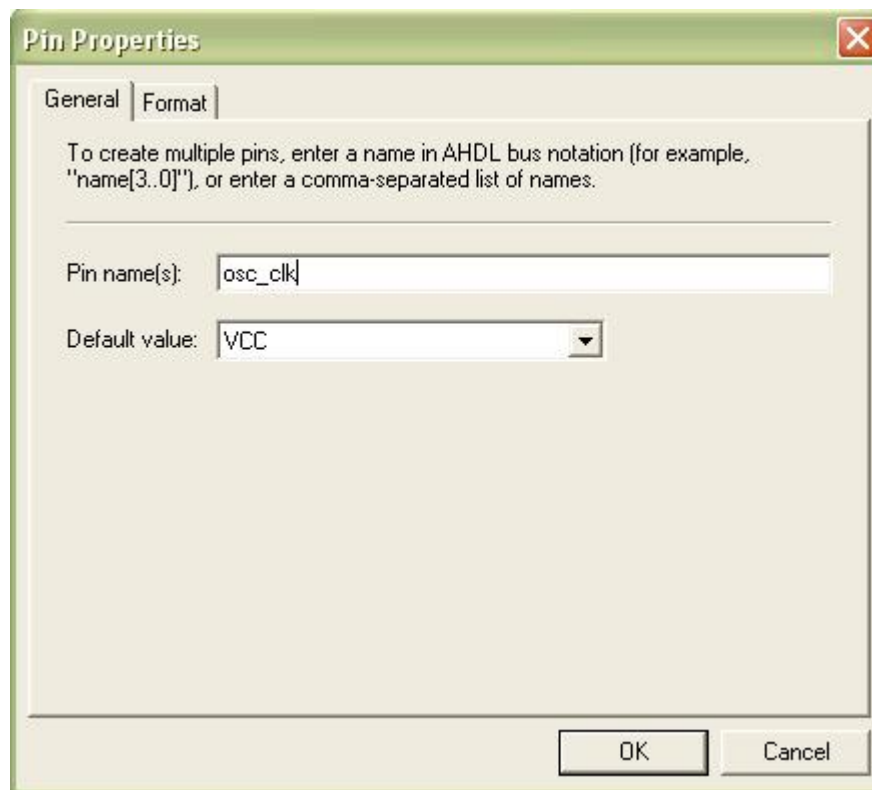 Pin Properties
General Format
To create multiple pins, enter a name in AHDL bus notation (for example,
"name[3..0]"), or enter a comma-separated list of names.
Pin name(s): osc_clk
Default value: VCC
OK Cancel